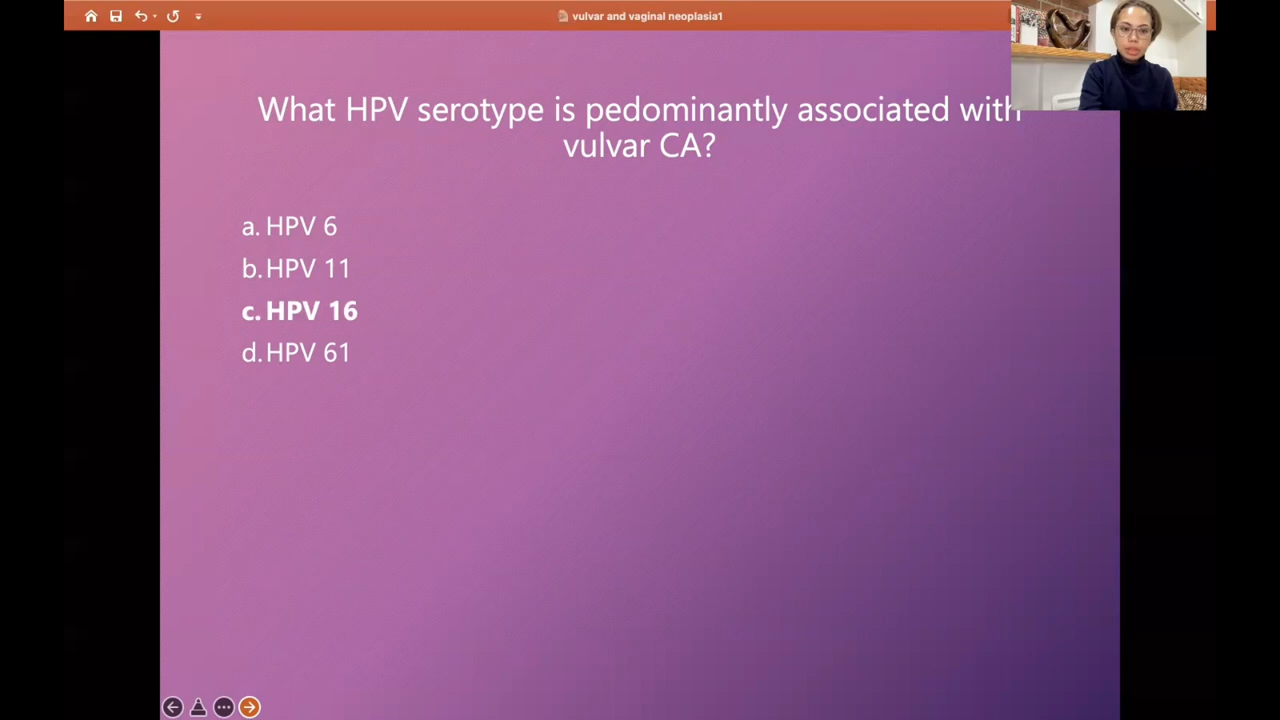 vulvar and vaginal neoplasia1
What HPV serotype is pedominantly associated with
vulvar CA?
a. HPV 6
b. HPV 11
c. HPV 16
d. HPV 61